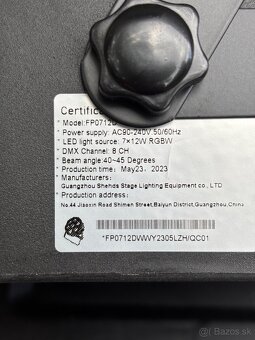 Certific
* Model:FP0712D
* Power supply: AC90-240V 50/60Hz
* LED light source: 7×12W RGBW
* DMX Channel: 8 CH
* Beam angle:40~45 Degrees
* Production time: May23, 2023
* Manufacturers:
Guangzhou Shehds Stage Lighting Equipment co., LTD
* Production address:
No.44 Jiaoxin Road Shimen Street,Baiyun District,Guangzhou,China
*FP0712DWWY2305LZH/QC01
bazos.sk